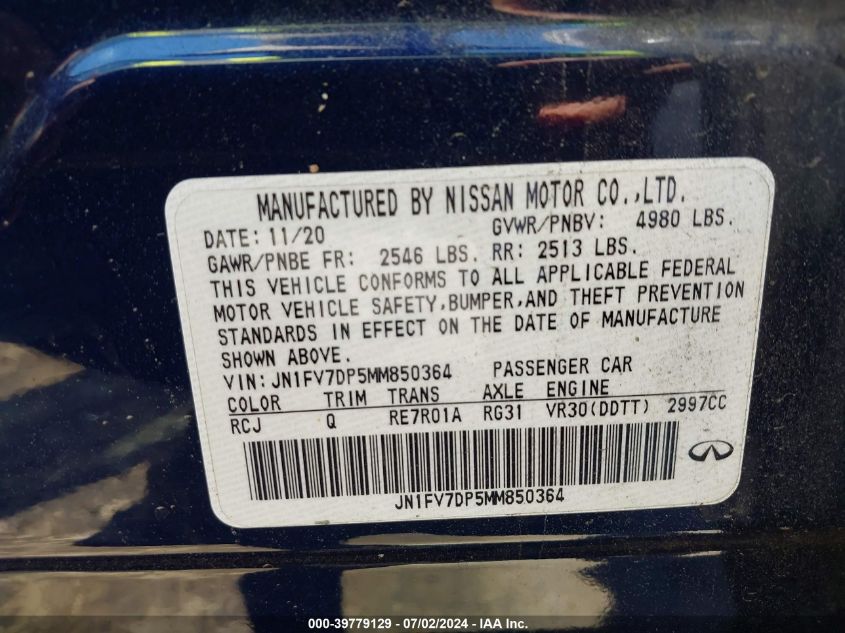 MANUFACTURED BY NISSAN MOTOR CO.,LTD.
DATE: 11/20 GVWR/PNBV: 4980 LBS.
GAWR/PNBE FR: 2546 LBS. RR: 2513 LBS.
THIS VEHICLE CONFORMS TO ALL APPLICABLE FEDERAL
MOTOR VEHICLE SAFETY,BUMPER,AND THEFT PREVENTION
STANDARDS IN EFFECT ON THE DATE OF MANUFACTURE
SHOWN ABOVE.
VIN: JN1FV7DP5MM850364 PASSENGER CAR
COLOR TRIM TRANS AXLE ENGINE
RCJ Q RE7R01A RG31 VR30(DDTT) 2997CC
JN1FV7DP5MM850364
000-39779129 - 07/02/2024 - IAA Inc.